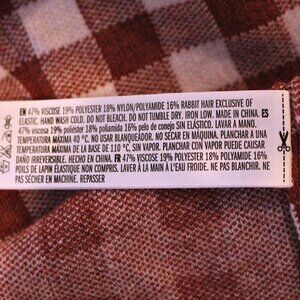 EN 47% VISCOSE 19% POLYESTER 18% NYLON/POLYAMIDE 16% RABBIT HAIR EXCLUSIVE OF
ELASTIC. HAND WASH COLD. DO NOT BLEACH. DO NOT TUMBLE DRY. IRON LOW. MADE IN CHINA. ES
47% viscosa 19% poliéster 18% poliamida 16% pelo de conejo SIN ELÁSTICO. LAVAR A MANO.
TEMPERATURA MÁXIMA 40 °C. NO USAR BLANQUEADOR. NO SECAR EN MÁQUINA. PLANCHAR A UNA
TEMPERATURA MÁXIMA DE LA BASE DE 110 °C, SIN VAPOR. PLANCHAR CON VAPOR PUEDE CAUSAR
DAÑO IRREVERSIBLE. HECHO EN CHINA. FR 47% VISCOSE 19% POLYESTER 18% POLYAMIDE 16%
POILS DE LAPIN ÉLASTIQUE NON COMPRIS. LAVER À LA MAIN À L'EAU FROIDE. NE PAS BLANCHIR. NE
PAS SÉCHER EN MACHINE. REPASSER